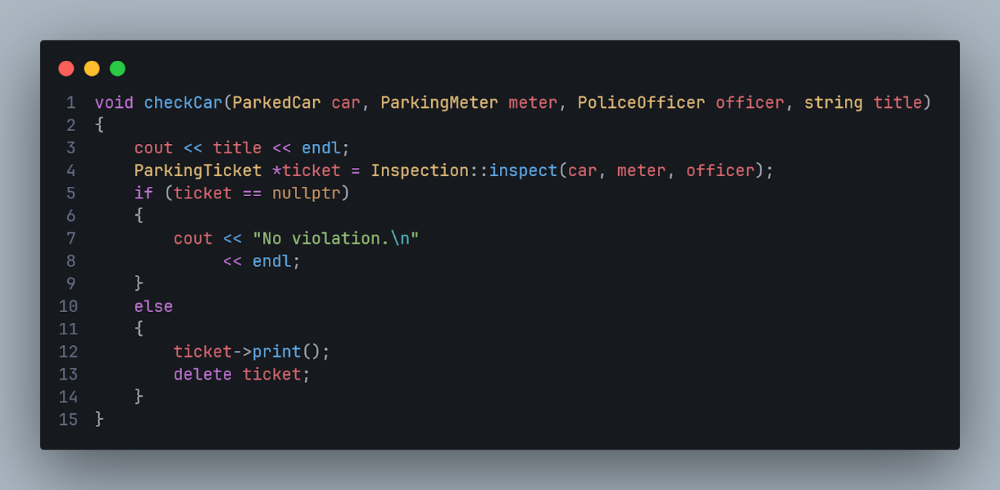 1 void checkCar(ParkedCar car, ParkingMeter meter, PoliceOfficer officer, string title)
2 {
3     cout << title << endl;
4     ParkingTicket *ticket = Inspection::inspect(car, meter, officer);
5     if (ticket == nullptr)
6     {
7         cout << "No violation.\n"
8              << endl;
9     }
10     else
11     {
12         ticket->print();
13         delete ticket;
14     }
15 }